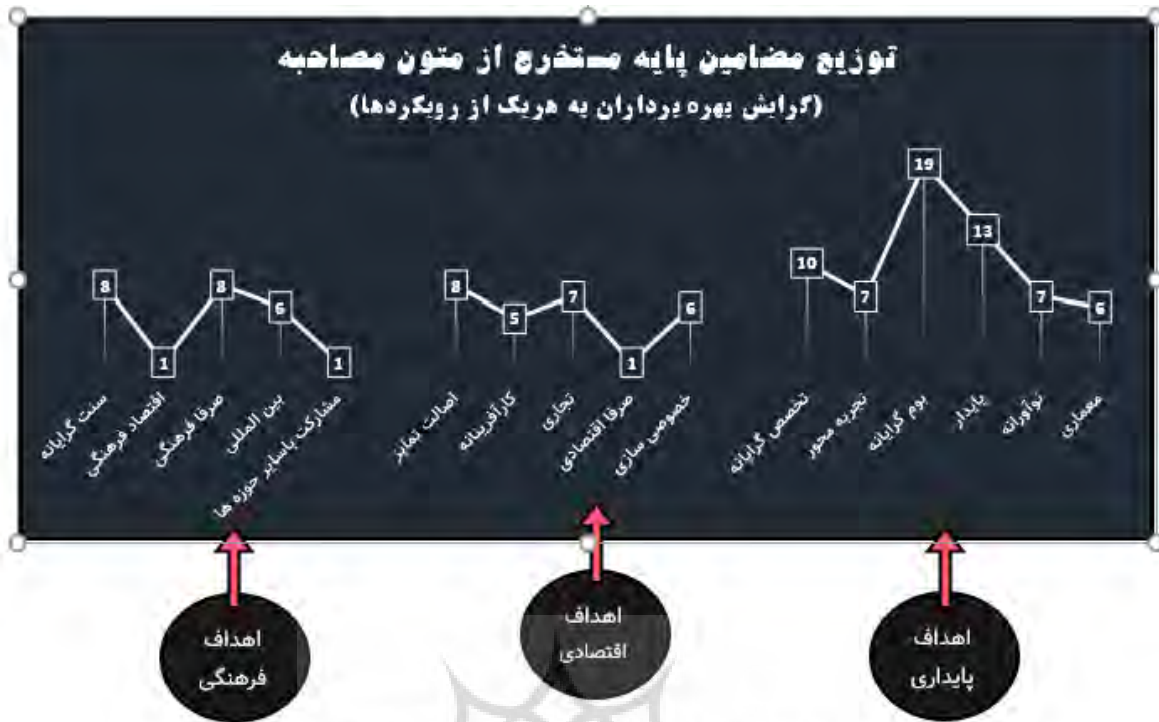 توزیع مضامین پایه مستخرج از متون مصاحبه
(گرایش بهره برداران به هریک از رویکردها)
8
1
8
6
1
8
5
7
1
6
10
7
19
13
7
6
سنت گرایانه
اقتصاد فرهنگی
صرفا فرهنگی
بین المللی
مشارکت باسایر حوزه ها
اصالت تمایز
کارآفرینانه
تجاری
صرفا اقتصادی
خصوصی سازی
تخصص گرایانه
تجربه محور
بوم گرایانه
پایدار
نوآورانه
معماری
اهداف
فرهنگی
اهداف
اقتصادی
اهداف
پایداری